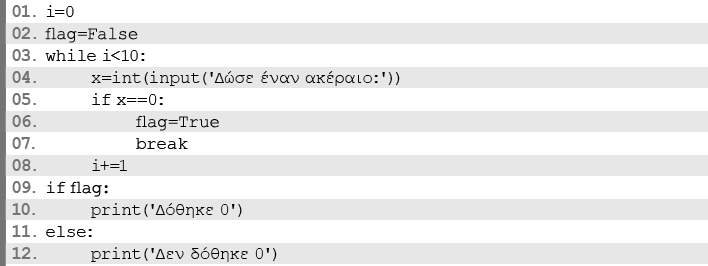 01. i=0
02. flag=False
03. while i<10:
04. x=int(input('Δώσε έναν ακέραιο:'))
05. if x==0:
06. flag=True
07. break
08. i+=1
09. if flag:
10. print('Δόθηκε 0')
11. else:
12. print('Δεν δόθηκε 0')